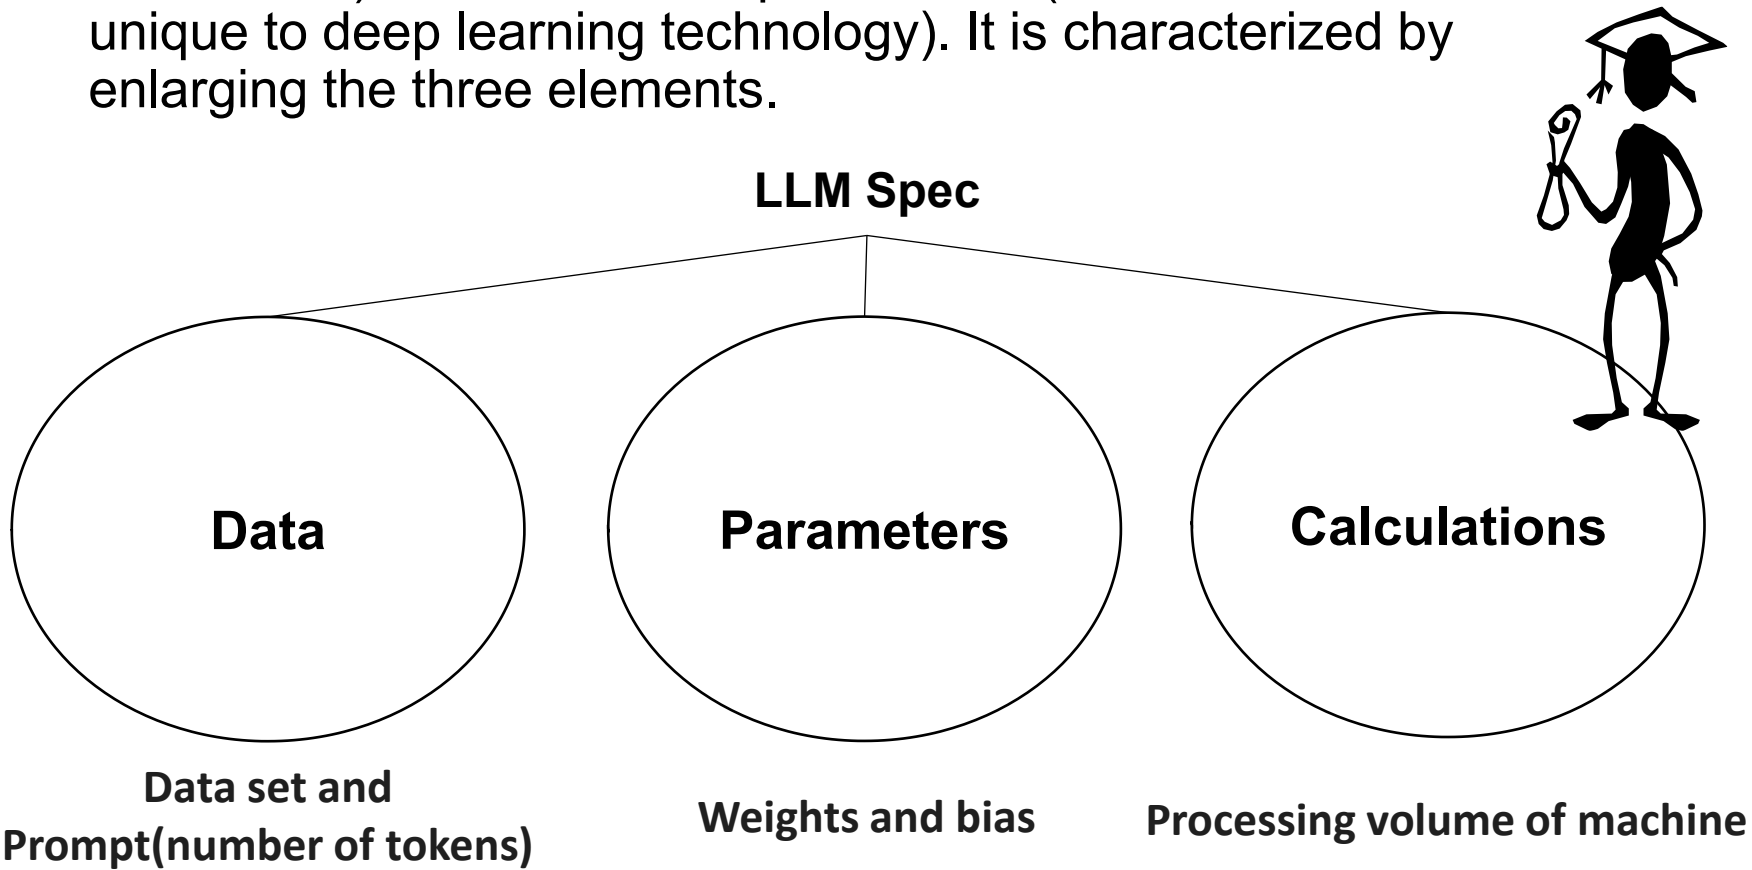 unique to deep learning technology). It is characterized by
enlarging the three elements.
LLM Spec
Data
Parameters
Calculations
Data set and
Prompt(number of tokens)
Weights and bias
Processing volume of machine